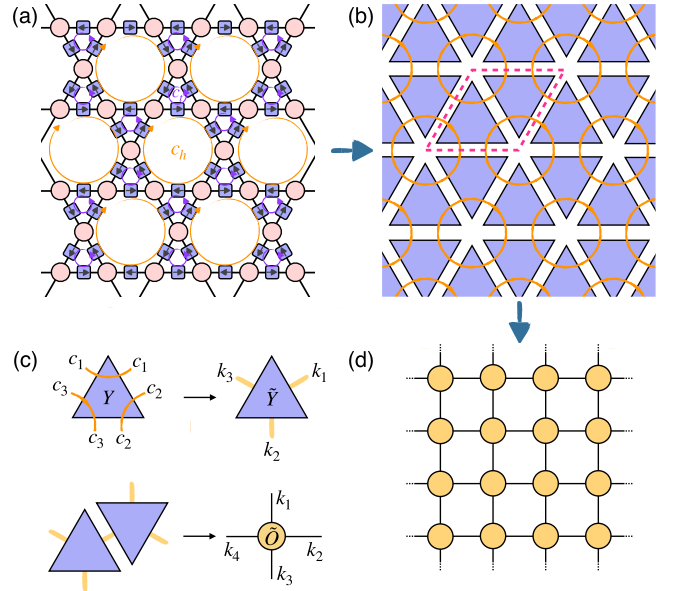 (a)
(b)
c_h
(c)
(d)
c_1 c_1
c_3 Y c_2
c_3 c_2
k_3 k_1
Ỹ
k_2
k_1
k_4 Õ k_2
k_3